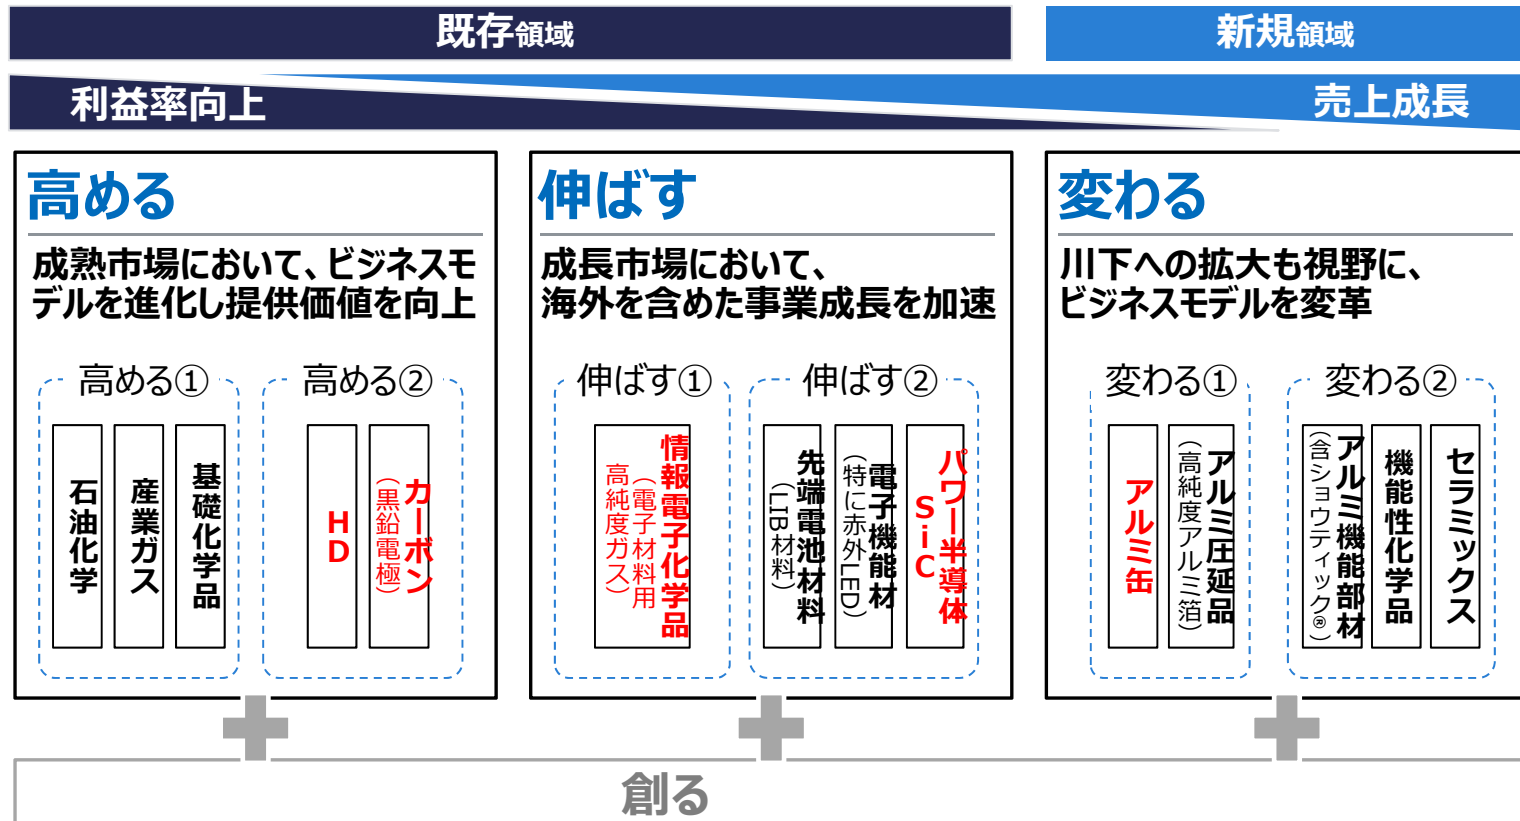 既存領域
新規領域
利益率向上
売上成長
高める
成熟市場において、ビジネスモ
デルを進化し提供価値を向上
高める①
石油化学
産業ガス
基礎化学品
高める②
HD
カーボン
（黒鉛電極）
伸ばす
成長市場において、
海外を含めた事業成長を加速
伸ばす①
情報電子化学品
（電子材料用
高純度ガス）
伸ばす②
先端電池材料
（LIB材料）
電子機能材
（特に赤外LED）
パワー半導体
SiC
変わる
川下への拡大も視野に、
ビジネスモデルを変革
変わる①
アルミ缶
アルミ圧延品
（高純度アルミ箔）
変わる②
アルミ機能部材
（含ショウティック®）
機能性化学品
セラミックス
創る